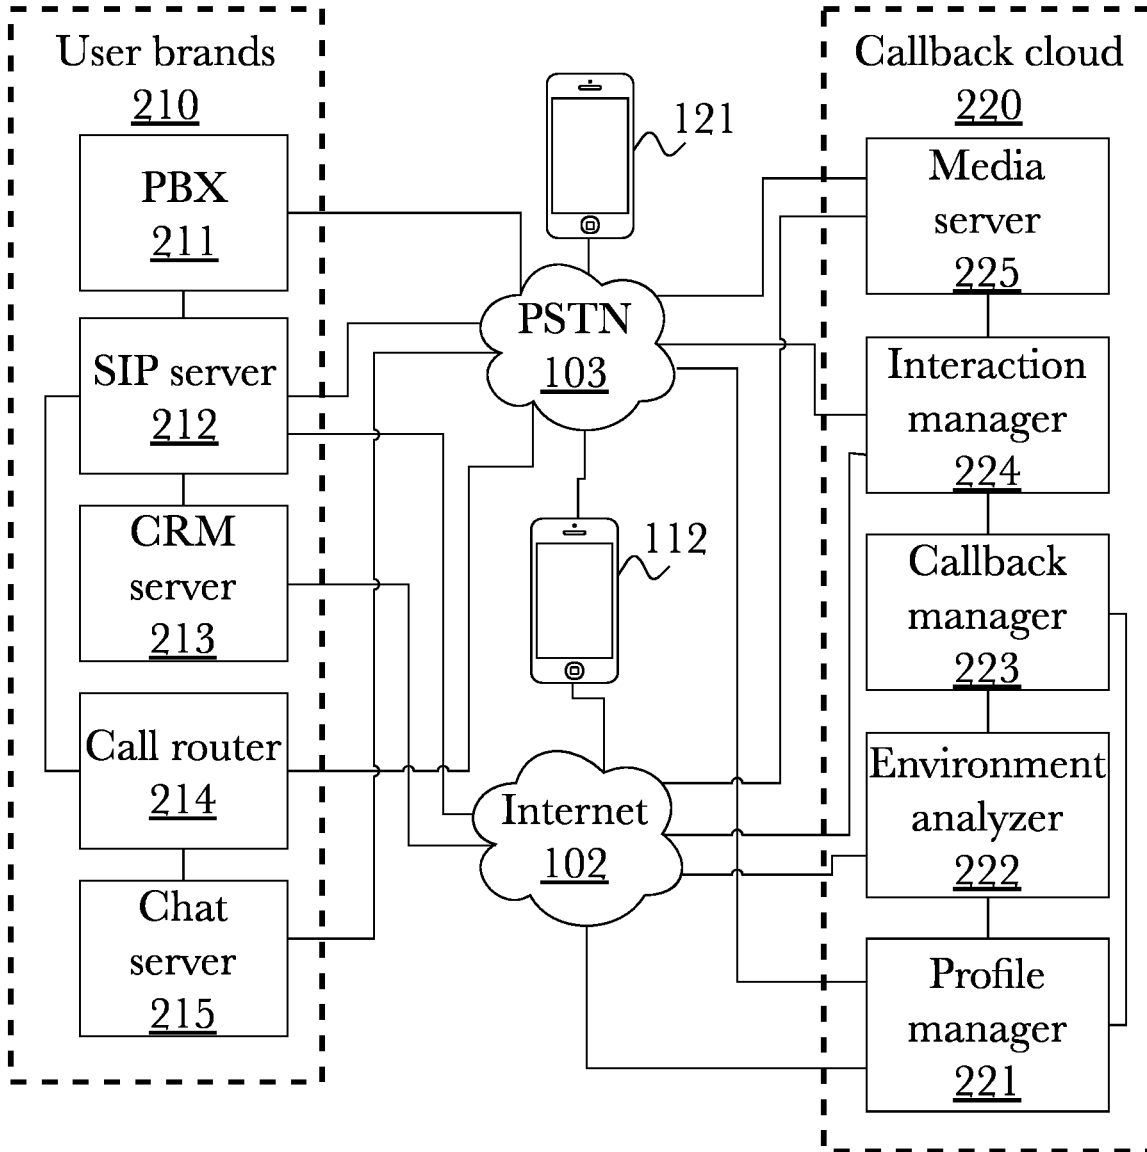 User brands
210
PBX
211
SIP server
212
CRM
server
213
Call router
214
Chat
server
215
121
PSTN
103
112
Internet
102
Callback cloud
220
Media
server
225
Interaction
manager
224
Callback
manager
223
Environment
analyzer
222
Profile
manager
221